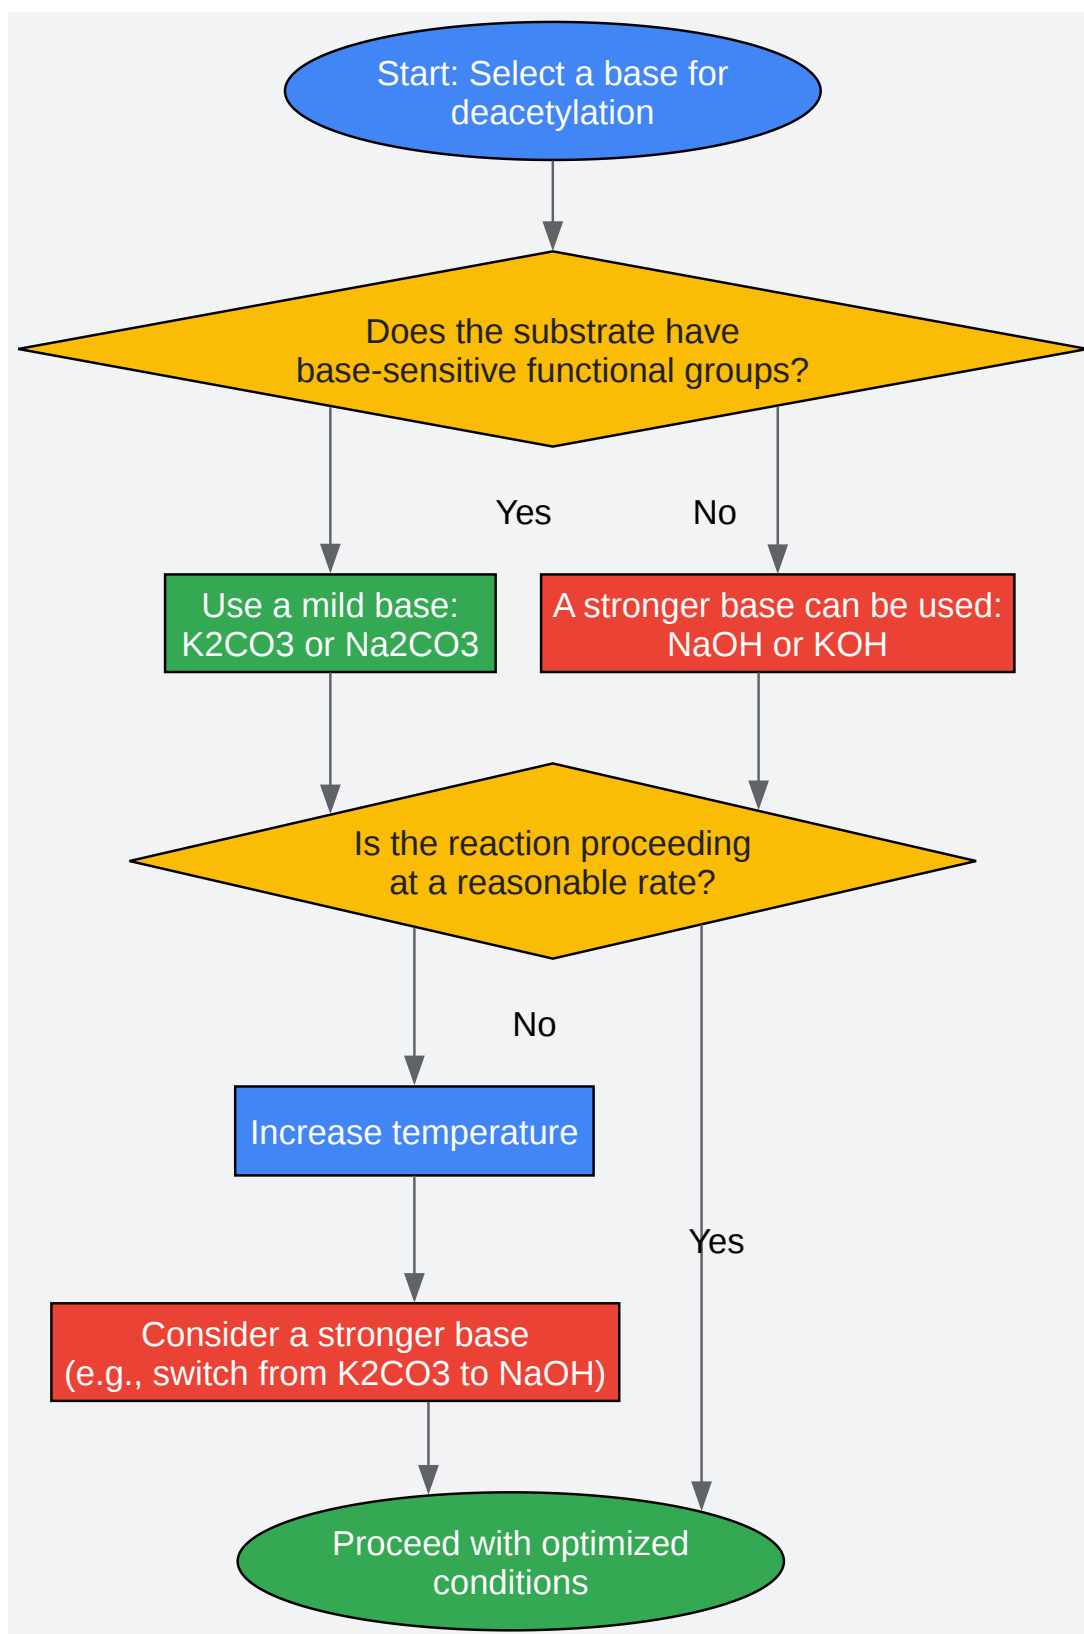 Start: Select a base for
deacetylation
Does the substrate have
base-sensitive functional groups?
Yes
No
Use a mild base:
K2CO3 or Na2CO3
A stronger base can be used:
NaOH or KOH
Is the reaction proceeding
at a reasonable rate?
No
Increase temperature
Yes
Consider a stronger base
(e.g., switch from K2CO3 to NaOH)
Proceed with optimized
conditions